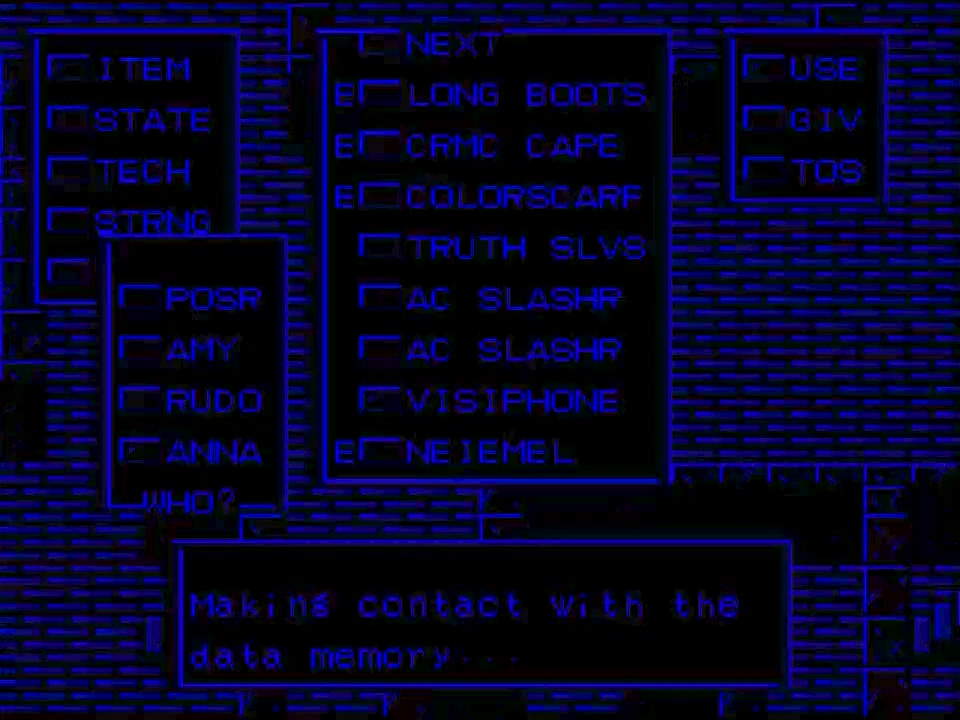 ITEM
STATE
TECH
STRNG
POSR
AMY
RUDO
ANNA
WHO?
NEXT
E LONG BOOTS
E CRMC CAPE
E COLORSCARF
TRUTH SLVS
AC SLASHR
AC SLASHR
VISIPHONE
E NEIEMEL
USE
GIV
TOS
Making contact with the
data memory...